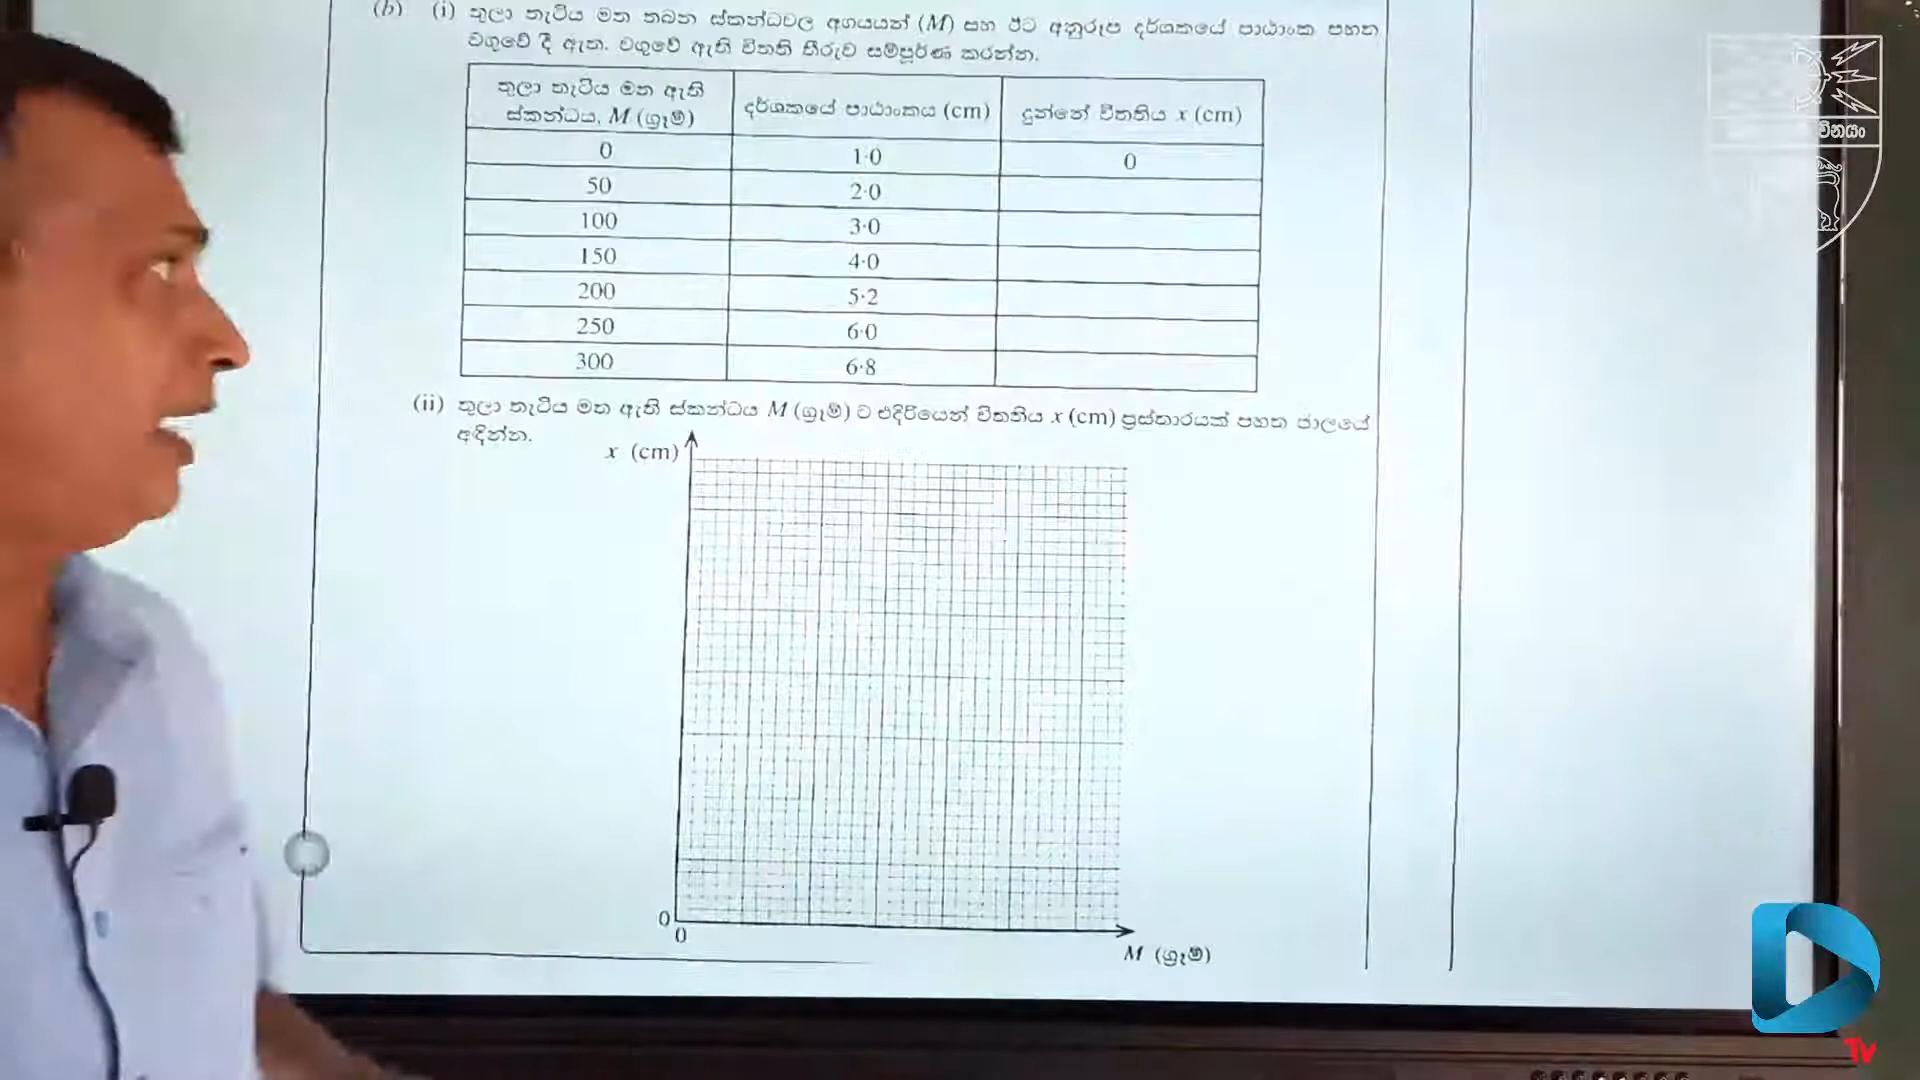 (b) (i) තුලා තැටිය මත තබන ස්කන්ධවල අගයයන් (M) සහ ඊට අනුරූප දර්ශකයේ පාඨාංක පහත
වගුවේ දී ඇත. වගුවේ ඇති විතති තීරුව සම්පූර්ණ කරන්න.
තුලා තැටිය මත ඇති
ස්කන්ධය, M (ග්‍රෑම්)
දර්ශකයේ පාඨාංකය (cm)
දුන්නේ විතතිය x (cm)
0 1·0 0
50 2·0
100 3·0
150 4·0
200 5·2
250 6·0
300 6·8
(ii) තුලා තැටිය මත ඇති ස්කන්ධය M (ග්‍රෑම්) ට එදිරියෙන් විතතිය x (cm) ප්‍රස්තාරයක් පහත ජාලයේ
අඳින්න.
x (cm)
0
0
M (ග්‍රෑම්)
විනයං
Tv